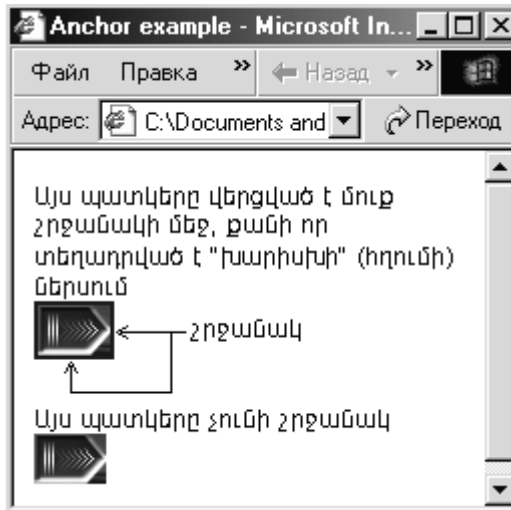 Anchor example - Microsoft In...
Файл Правка » Назад »
Адрес: C:\Documents and Переход
Այս պատկերը վերցված է մուք
շրջանակի մեջ, քանի որ
տեղադրված է "խարիսխի" (հղումի)
ներսում
շրջանակ
Այս պատկերը չունի շրջանակ